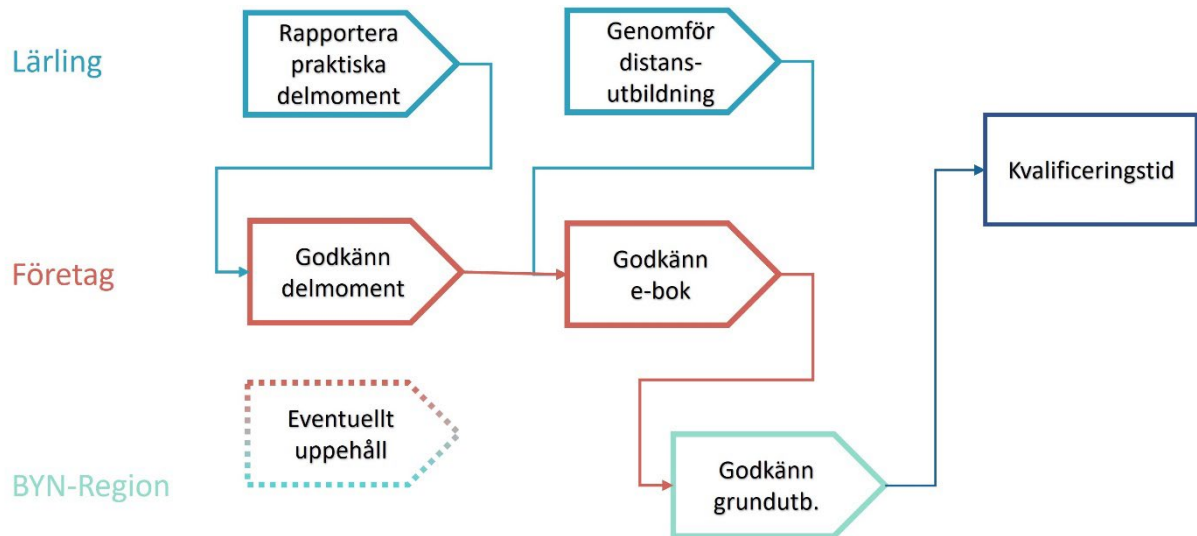 Lärling
Rapportera
praktiska
delmoment
Genomför
distans-
utbildning
Kvalificeringstid
Företag
Godkänn
delmoment
Godkänn
e-bok
Eventuellt
uppehåll
BYN-Region
Godkänn
grundutb.